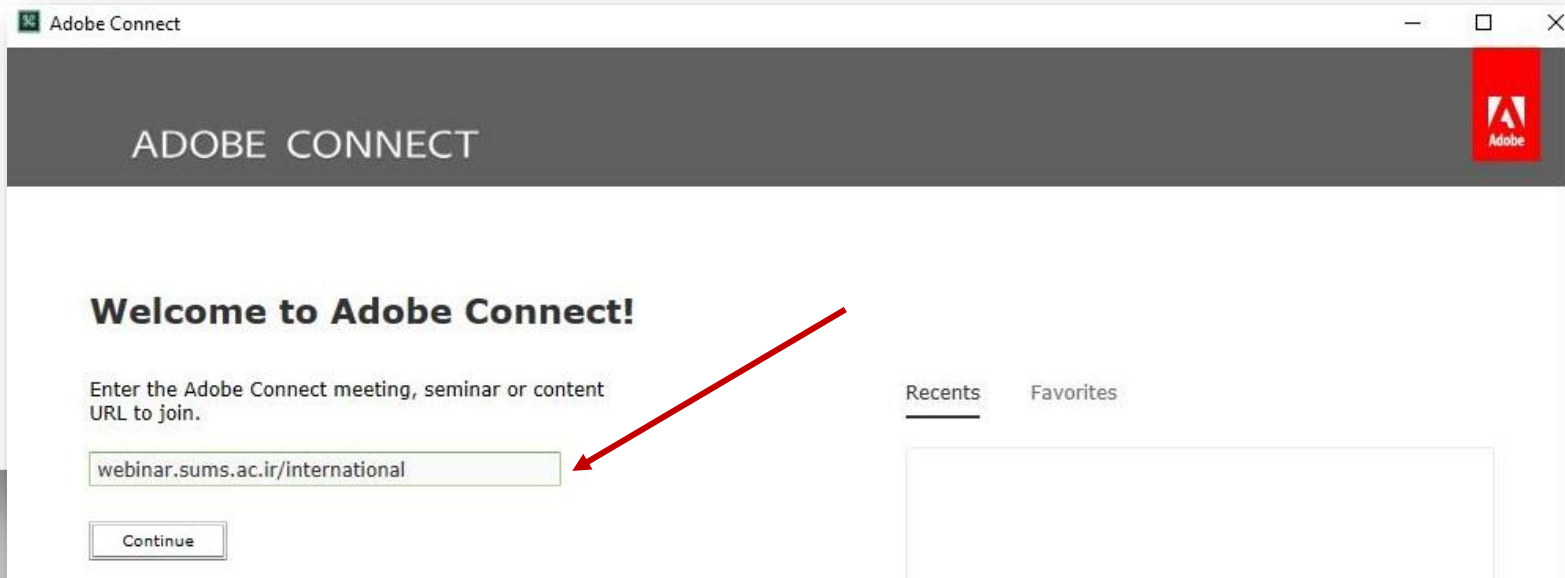 Adobe Connect
ADOBE CONNECT
Adobe
Welcome to Adobe Connect!
Enter the Adobe Connect meeting, seminar or content
URL to join.
webinar.sums.ac.ir/international
Continue
Recents Favorites